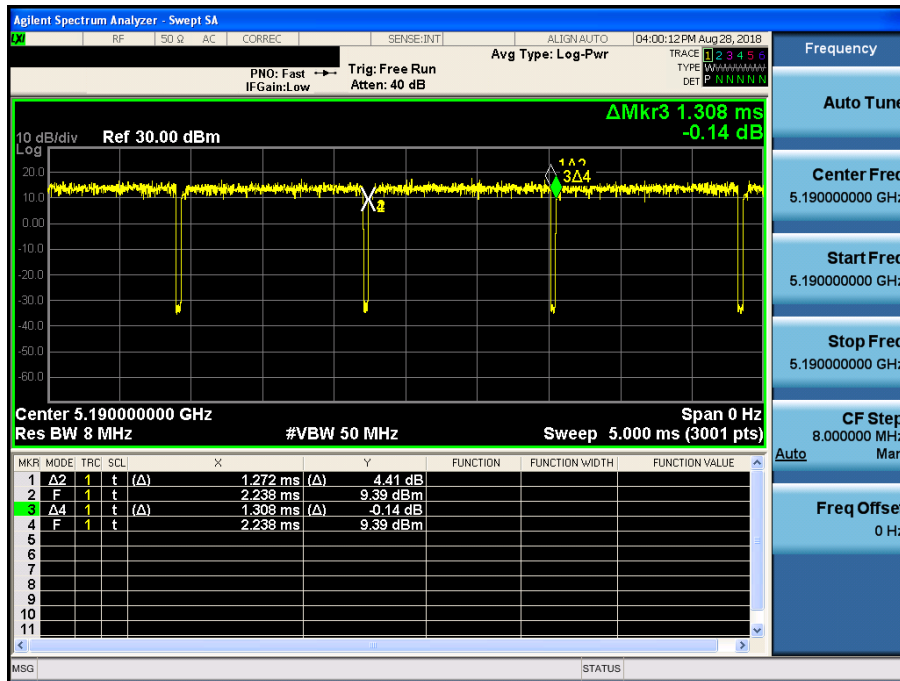 Agilent Spectrum Analyzer - Swept SA
LXI RF 50 Ω AC CORREC SENSE:INT ALIGN AUTO 04:00:12 PM Aug 28, 2018
PNO: Fast Trig: Free Run Avg Type: Log-Pwr TRACE 1 2 3 4 5 6
IFGain:Low Atten: 40 dB TYPE WWWWWW
DET P N N N N N
ΔMkr3 1.308 ms
-0.14 dB
10 dB/div Ref 30.00 dBm
Log
20.0
10.0
0.00
-10.0
-20.0
-30.0
-40.0
-50.0
-60.0
1Δ2
3Δ4
Center 5.190000000 GHz Span 0 Hz
Res BW 8 MHz #VBW 50 MHz Sweep 5.000 ms (3001 pts)
MKR MODE TRC SCL X Y FUNCTION FUNCTION WIDTH FUNCTION VALUE
1 Δ2 1 t (Δ) 1.272 ms (Δ) 4.41 dB
2 F 1 t 2.238 ms 9.39 dBm
3 Δ4 1 t (Δ) 1.308 ms (Δ) -0.14 dB
4 F 1 t 2.238 ms 9.39 dBm
5
6
7
8
9
10
11
MSG STATUS
Frequency
Auto Tune
Center Freq
5.190000000 GHz
Start Freq
5.190000000 GHz
Stop Freq
5.190000000 GHz
CF Step
8.000000 MHz
Auto Man
Freq Offset
0 Hz